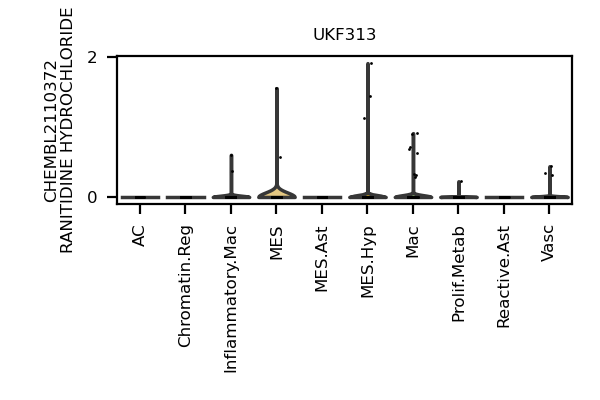 UKF313
CHEMBL2110372
RANITIDINE HYDROCHLORIDE
2
0
AC
Chromatin.Reg
Inflammatory.Mac
MES
MES.Ast
MES.Hyp
Mac
Prolif.Metab
Reactive.Ast
Vasc